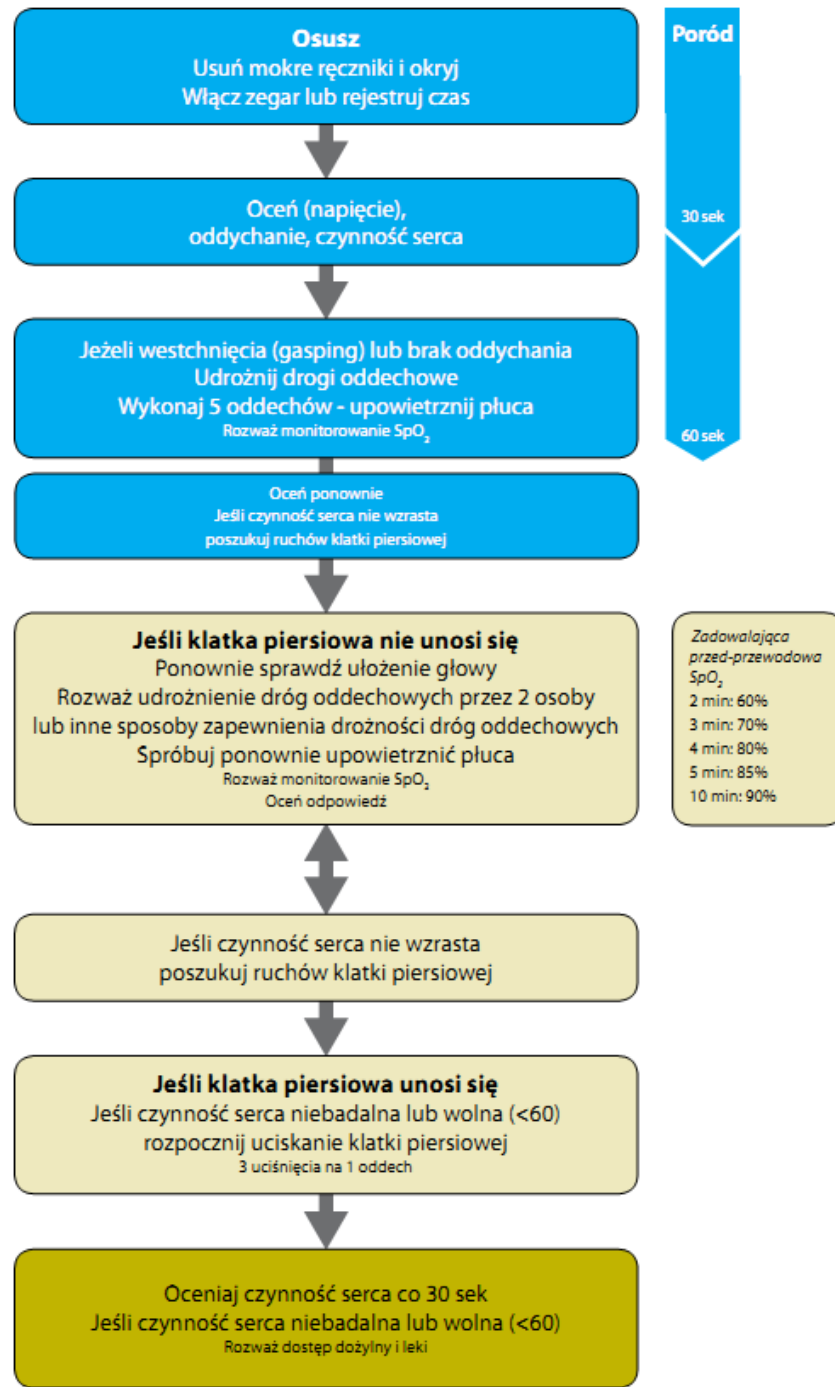 Osusz
Usuń mokre ręczniki i okryj
Włącz zegar lub rejestruj czas
Poród
Oceń (napięcie),
oddychanie, czynność serca
30 sek
Jeżeli westchnięcia (gasping) lub brak oddychania
Udrożnij drogi oddechowe
Wykonaj 5 oddechów - upowietrznij płuca
Rozważ monitorowanie SpO₂
60 sek
Oceń ponownie
Jeśli czynność serca nie wzrasta
poszukuj ruchów klatki piersiowej
Jeśli klatka piersiowa nie unosi się
Ponownie sprawdź ułożenie głowy
Rozważ udrożnienie dróg oddechowych przez 2 osoby
lub inne sposoby zapewnienia drożności dróg oddechowych
Spróbuj ponownie upowietrznić płuca
Rozważ monitorowanie SpO₂
Oceń odpowiedź
Zadowalająca
przed-przewodowa
SpO₂
2 min: 60%
3 min: 70%
4 min: 80%
5 min: 85%
10 min: 90%
Jeśli czynność serca nie wzrasta
poszukuj ruchów klatki piersiowej
Jeśli klatka piersiowa unosi się
Jeśli czynność serca niebadalna lub wolna (<60)
rozpocznij uciskanie klatki piersiowej
3 uciśnięcia na 1 oddech
Oceniaj czynność serca co 30 sek
Jeśli czynność serca niebadalna lub wolna (<60)
Rozważ dostęp dożylny i leki